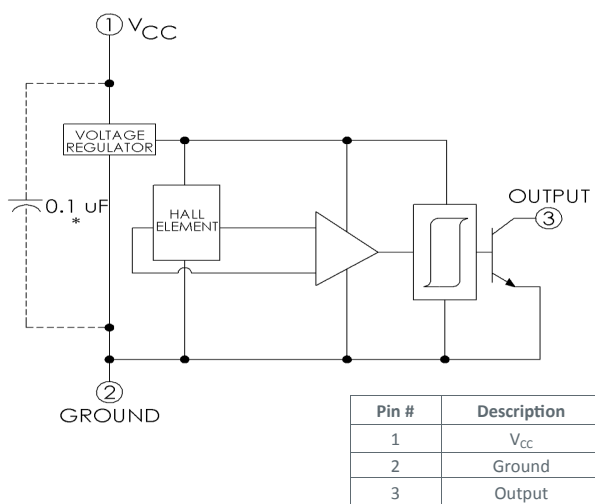 1 VCC
VOLTAGE
REGULATOR
0.1 uF
*
HALL
ELEMENT
OUTPUT
3
2
GROUND
Pin # Description
1 VCC
2 Ground
3 Output